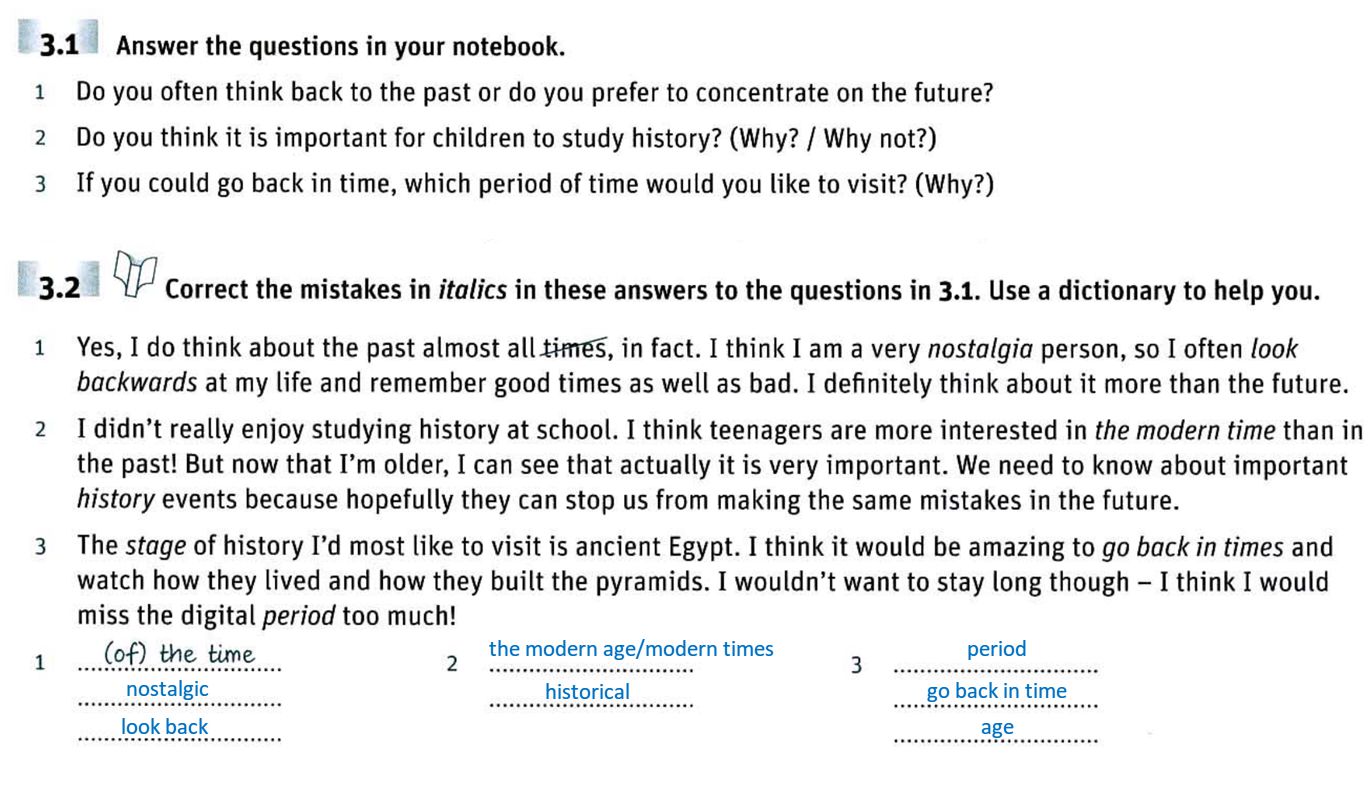 3.1 Answer the questions in your notebook.
1 Do you often think back to the past or do you prefer to concentrate on the future?
2 Do you think it is important for children to study history? (Why? / Why not?)
3 If you could go back in time, which period of time would you like to visit? (Why?)
3.2 Correct the mistakes in italics in these answers to the questions in 3.1. Use a dictionary to help you.
1 Yes, I do think about the past almost all times, in fact. I think I am a very nostalgia person, so I often look
backwards at my life and remember good times as well as bad. I definitely think about it more than the future.
2 I didn't really enjoy studying history at school. I think teenagers are more interested in the modern time than in
the past! But now that I'm older, I can see that actually it is very important. We need to know about important
history events because hopefully they can stop us from making the same mistakes in the future.
3 The stage of history I'd most like to visit is ancient Egypt. I think it would be amazing to go back in times and
watch how they lived and how they built the pyramids. I wouldn't want to stay long though – I think I would
miss the digital period too much!
1 (of) the time 2 the modern age/modern times 3 period
nostalgic historical go back in time
look back age